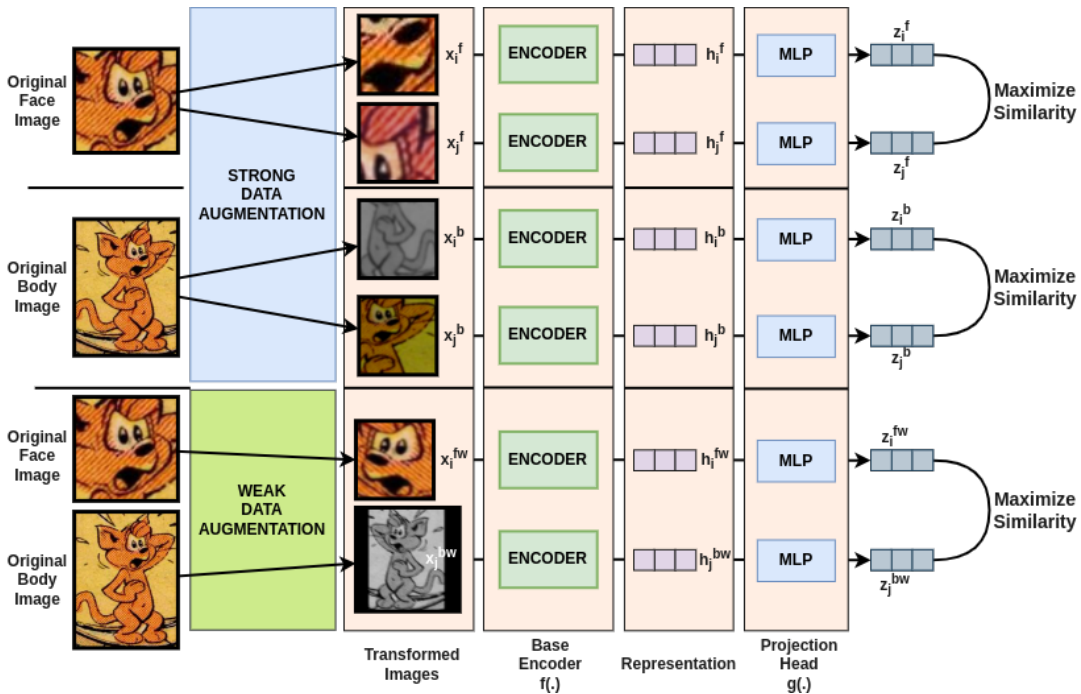 Original
Face
Image
STRONG
DATA
AUGMENTATION
x_i^f
ENCODER
h_i^f
MLP
z_i^f
Maximize
Similarity
x_j^f
ENCODER
h_j^f
MLP
z_j^f
Original
Body
Image
x_i^b
ENCODER
h_i^b
MLP
z_i^b
Maximize
Similarity
x_j^b
ENCODER
h_j^b
MLP
z_j^b
Original
Face
Image
WEAK
DATA
AUGMENTATION
x_i^fw
ENCODER
h_i^fw
MLP
z_i^fw
Maximize
Similarity
Original
Body
Image
x_j^bw
ENCODER
h_j^bw
MLP
z_j^bw
Transformed
Images
Base
Encoder
f(.)
Representation
Projection
Head
g(.)